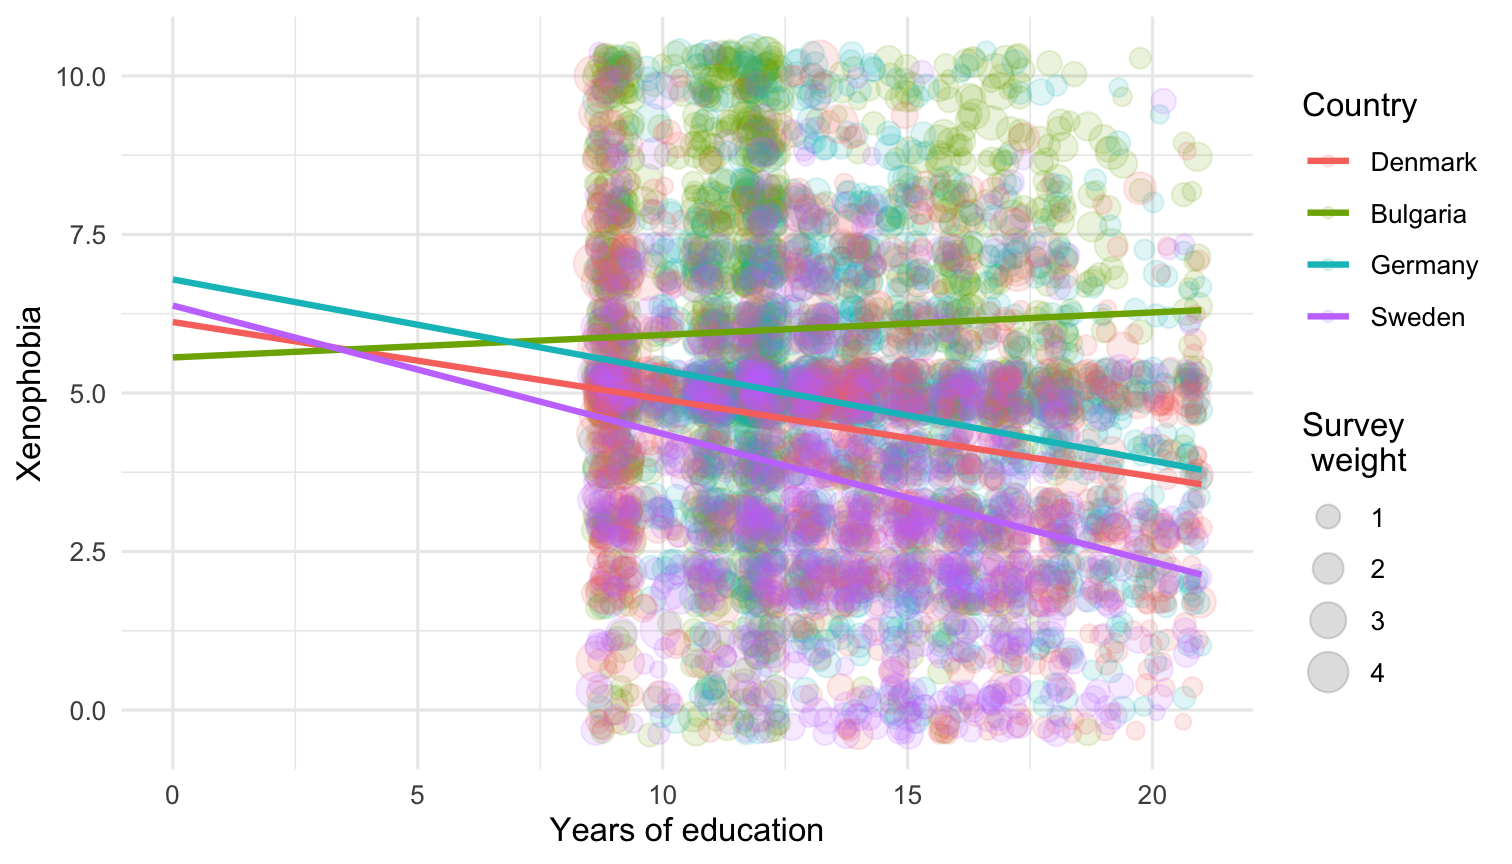 10.0
7.5
5.0
2.5
0.0
Xenophobia
0 5 10 15 20
Years of education
Country
Denmark
Bulgaria
Germany
Sweden
Survey
weight
1
2
3
4